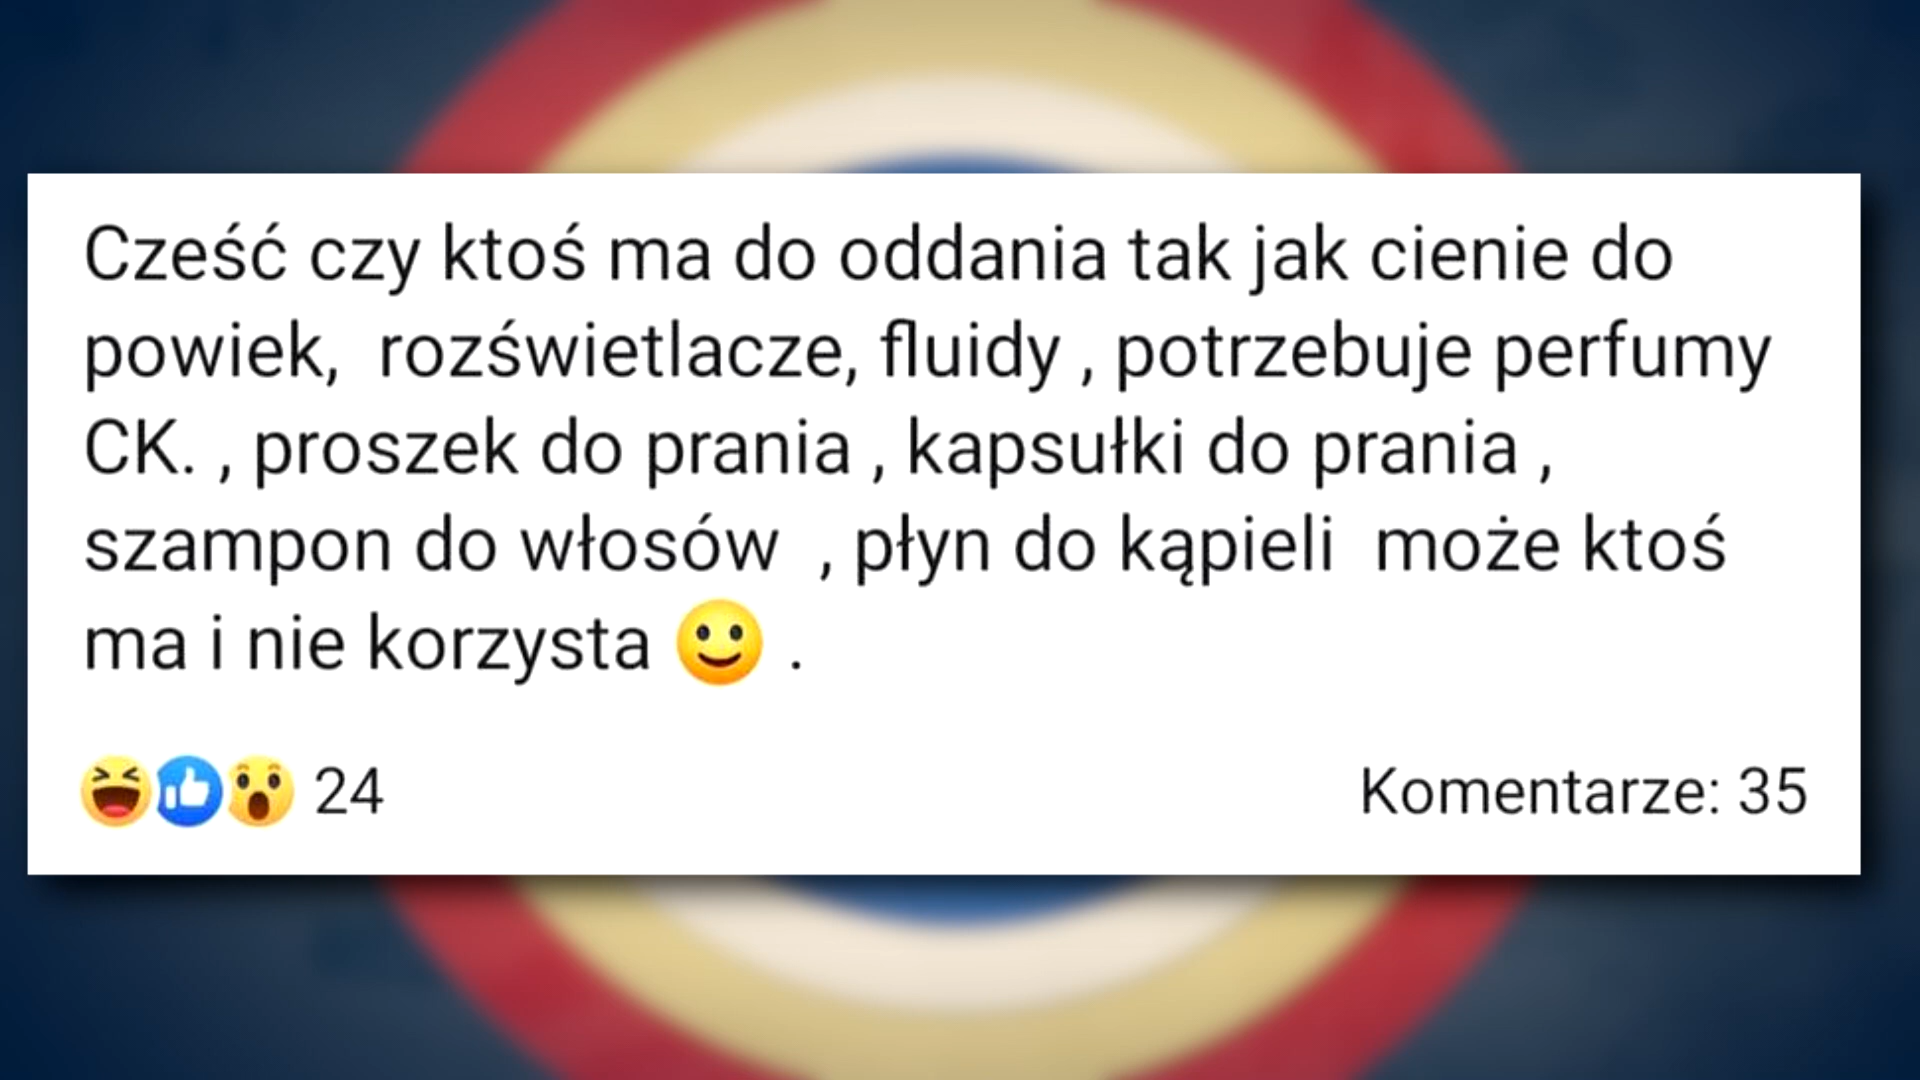 Cześć czy ktoś ma do oddania tak jak cienie do
powiek,  rozświetlacze, fluidy , potrzebuje perfumy
CK. , proszek do prania , kapsułki do prania ,
szampon do włosów  , płyn do kąpieli  może ktoś
ma i nie korzysta 🙂 .
24
Komentarze: 35